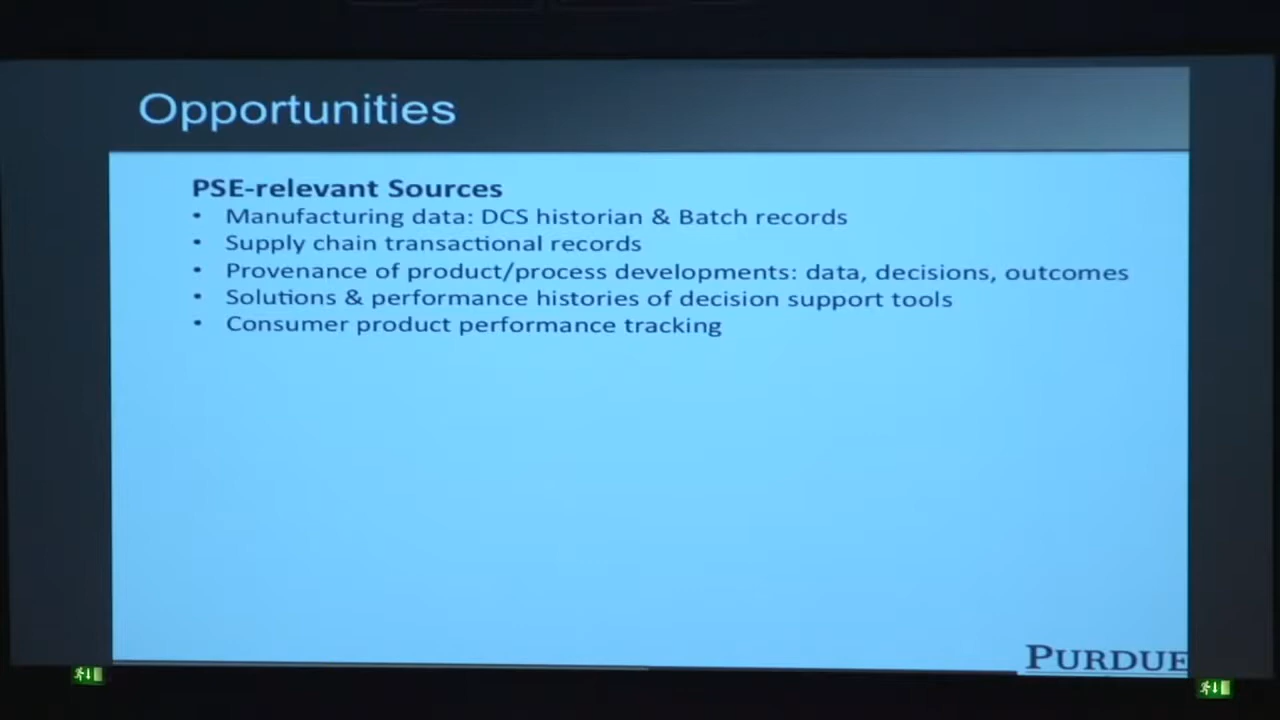 Opportunities
PSE-relevant Sources
• Manufacturing data: DCS historian & Batch records
• Supply chain transactional records
• Provenance of product/process developments: data, decisions, outcomes
• Solutions & performance histories of decision support tools
• Consumer product performance tracking
PURDUE